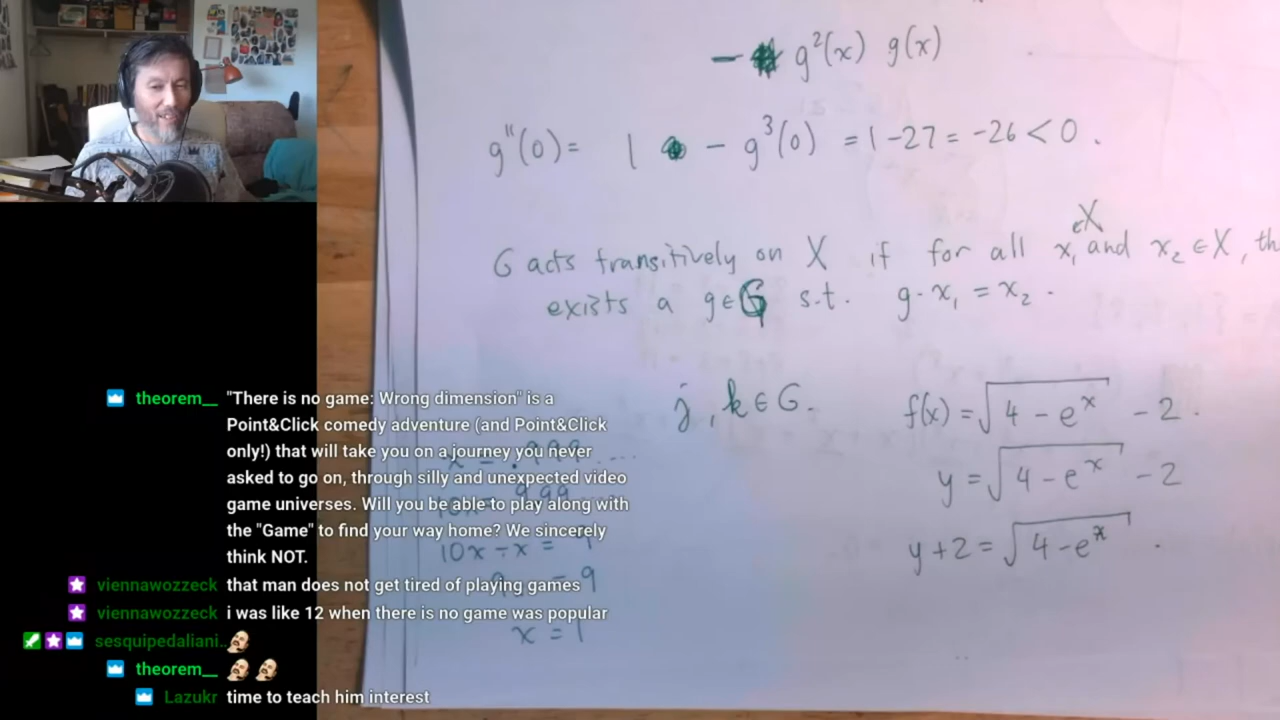 - g²(x) g(x)
g"(0) = 1 - g³(0) = 1-27 = -26 < 0.
G acts transitively on X if for all x₁ ∈X and x₂ ∈ X, th
exists a g∈G s.t. g·x₁ = x₂.
j, k ∈ G.
f(x) = √(4 - eˣ) - 2.
y = √(4 - eˣ) - 2
y+2 = √(4 - eˣ).
x = .999...
10x = 9.99
10x - x = 9
= 9
x = 1
theorem__ "There is no game: Wrong dimension" is a
Point&Click comedy adventure (and Point&Click
only!) that will take you on a journey you never
asked to go on, through silly and unexpected video
game universes. Will you be able to play along with
the "Game" to find your way home? We sincerely
think NOT.
viennawozzeck that man does not get tired of playing games
viennawozzeck i was like 12 when there is no game was popular
sesquipedaliani...
theorem__
Lazukr time to teach him interest